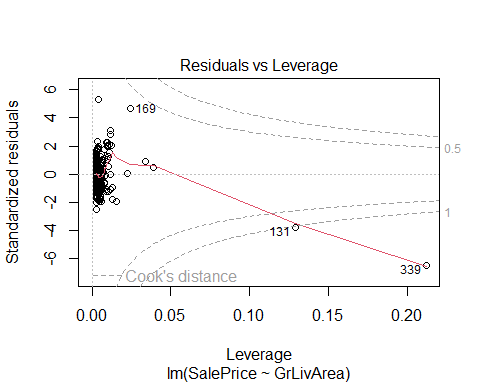 Residuals vs Leverage
Standardized residuals
6
4
2
0
-2
-4
-6
169
131
339
0.5
1
Cook's distance
0.00 0.05 0.10 0.15 0.20
Leverage
lm(SalePrice ~ GrLivArea)